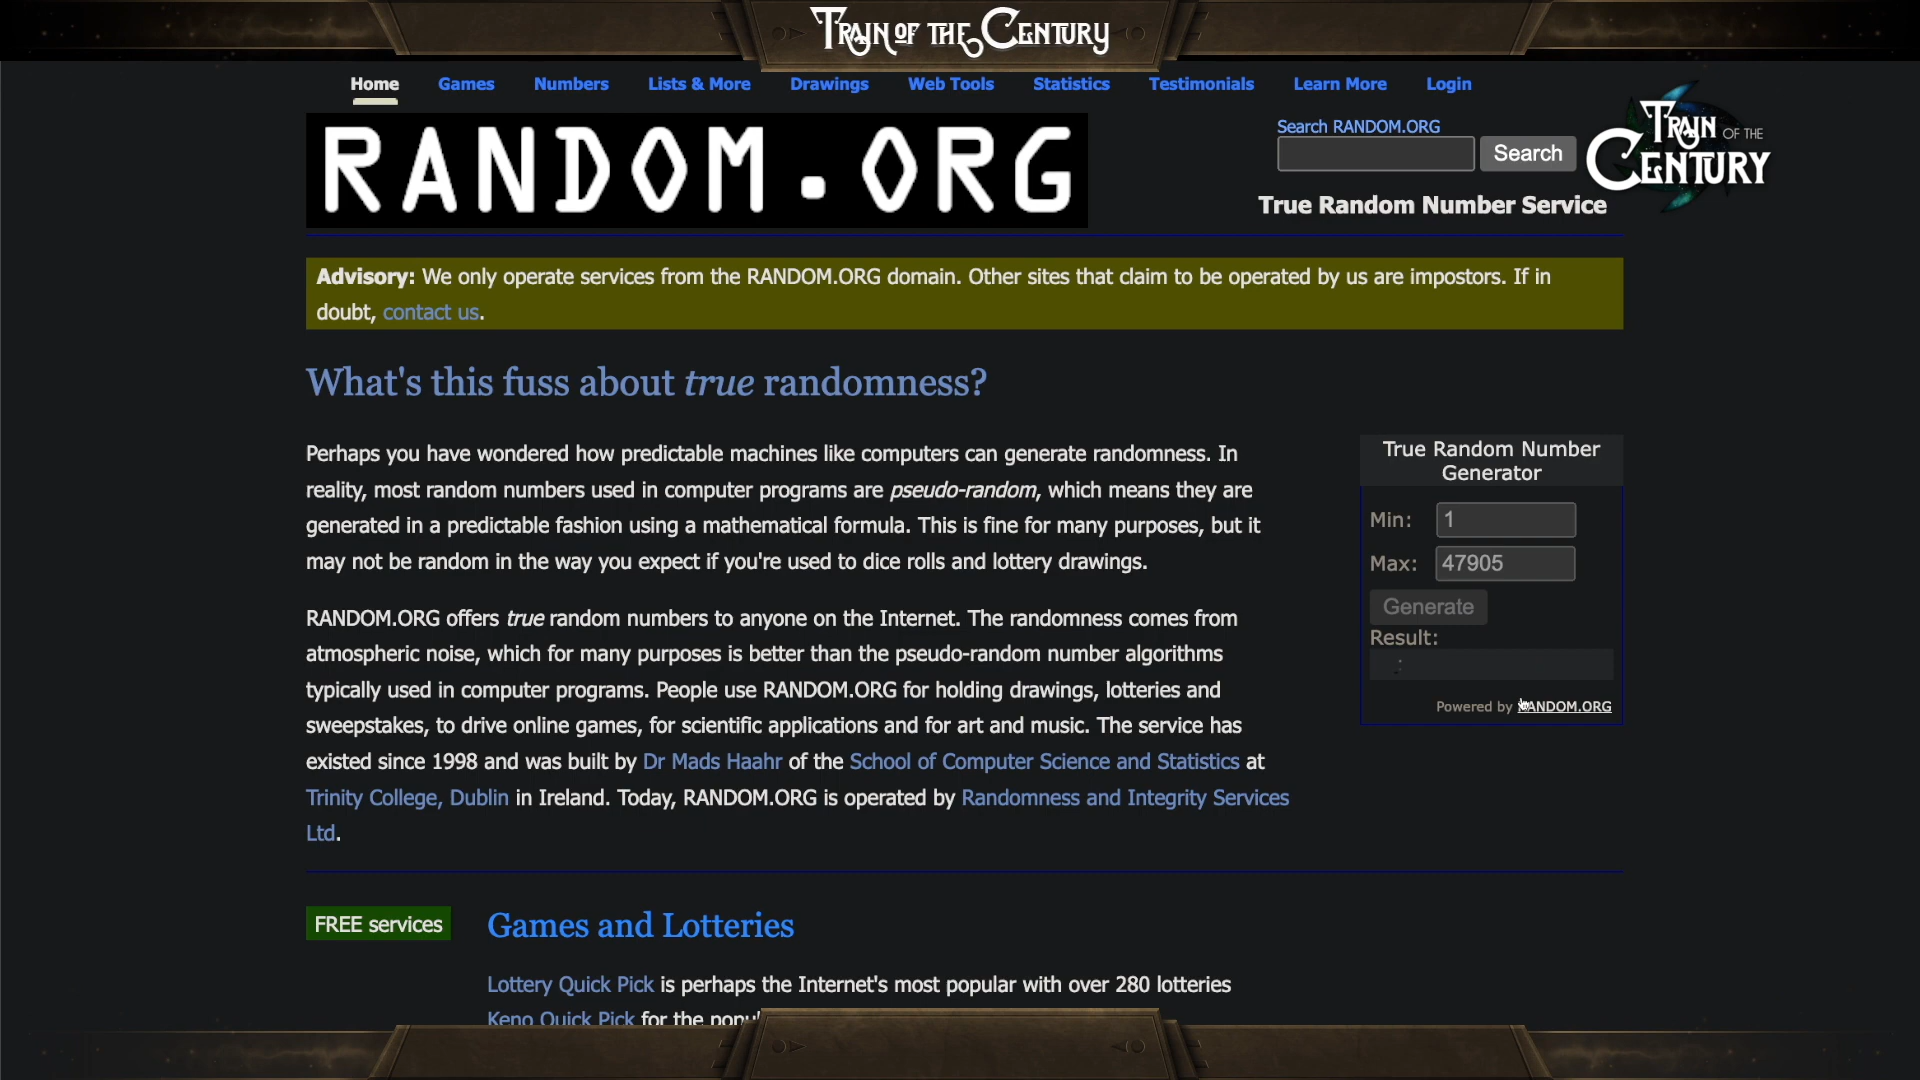 TRAIN OF THE CENTURY
Home Games Numbers Lists & More Drawings Web Tools Statistics Testimonials Learn More Login
RANDOM.ORG
Search RANDOM.ORG
Search
True Random Number Service
TRAIN OF THE
CENTURY
Advisory: We only operate services from the RANDOM.ORG domain. Other sites that claim to be operated by us are impostors. If in
doubt, contact us.
What's this fuss about true randomness?
Perhaps you have wondered how predictable machines like computers can generate randomness. In
reality, most random numbers used in computer programs are pseudo-random, which means they are
generated in a predictable fashion using a mathematical formula. This is fine for many purposes, but it
may not be random in the way you expect if you're used to dice rolls and lottery drawings.
RANDOM.ORG offers true random numbers to anyone on the Internet. The randomness comes from
atmospheric noise, which for many purposes is better than the pseudo-random number algorithms
typically used in computer programs. People use RANDOM.ORG for holding drawings, lotteries and
sweepstakes, to drive online games, for scientific applications and for art and music. The service has
existed since 1998 and was built by Dr Mads Haahr of the School of Computer Science and Statistics at
Trinity College, Dublin in Ireland. Today, RANDOM.ORG is operated by Randomness and Integrity Services
Ltd.
True Random Number
Generator
Min: 1
Max: 47905
Generate
Result:
Powered by RANDOM.ORG
FREE services
Games and Lotteries
Lottery Quick Pick is perhaps the Internet's most popular with over 280 lotteries
Keno Quick Pick for the